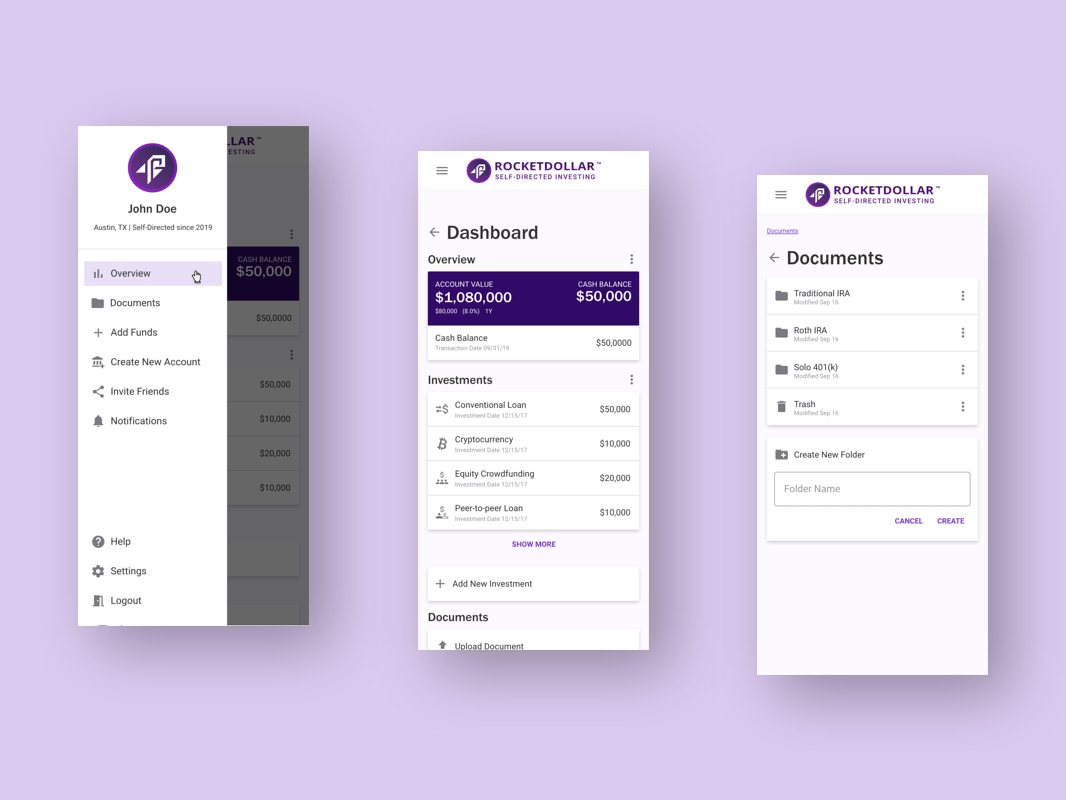 John Doe
Austin, TX | Self-Directed since 2019
Overview
Documents
Add Funds
Create New Account
Invite Friends
Notifications
Help
Settings
Logout
LLAR™
ESTING
CASH BALANCE
$50,000
$50,0000
$50,000
$10,000
$20,000
$10,000
ROCKETDOLLAR™
SELF-DIRECTED INVESTING
Dashboard
Overview
ACCOUNT VALUE CASH BALANCE
$1,080,000 $50,000
$80,000 (8.0%) 1Y
Cash Balance $50,0000
Transaction Date 09/31/19
Investments
Conventional Loan $50,000
Investment Date 12/15/17
Cryptocurrency $10,000
Investment Date 12/15/17
Equity Crowdfunding $20,000
Investment Date 12/15/17
Peer-to-peer Loan $10,000
Investment Date 12/15/17
SHOW MORE
Add New Investment
Documents
Upload Document
ROCKETDOLLAR™
SELF-DIRECTED INVESTING
Documents
Documents
Traditional IRA
Modified Sep 16
Roth IRA
Modified Sep 16
Solo 401(k)
Modified Sep 16
Trash
Modified Sep 16
Create New Folder
Folder Name
CANCEL CREATE